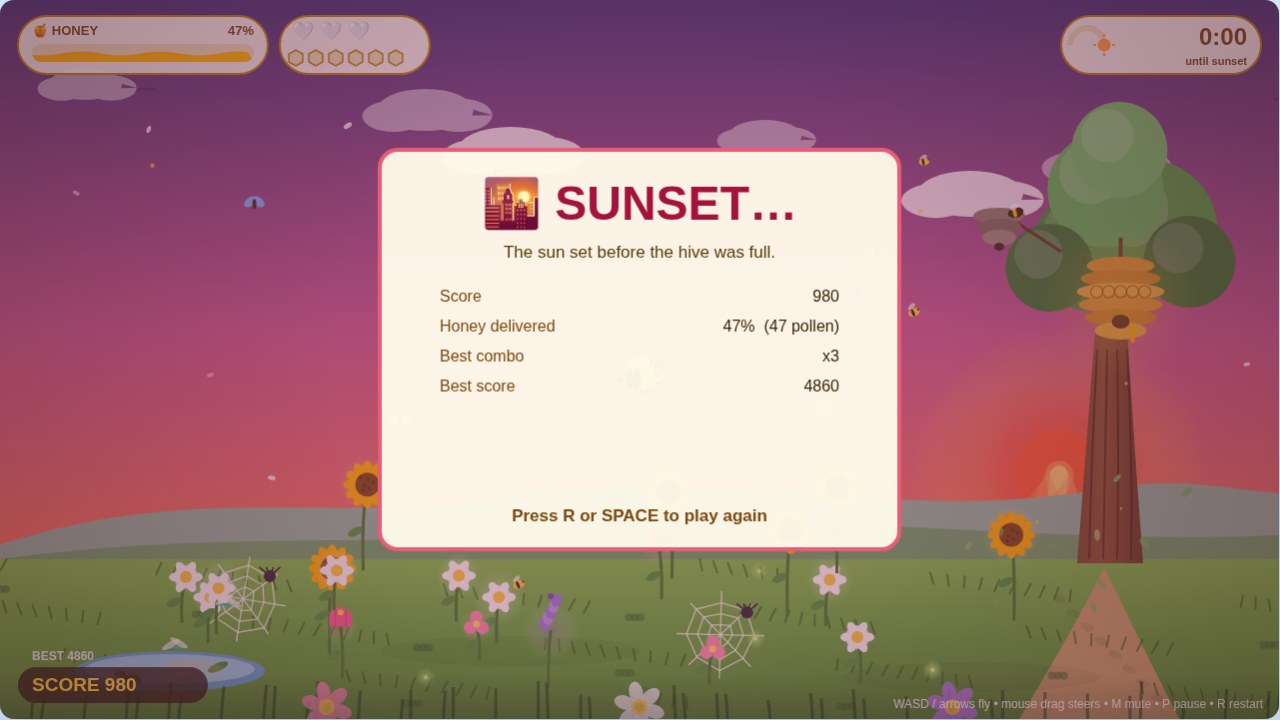 HONEY 47%
0:00
until sunset
SUNSET...
The sun set before the hive was full.
Score 980
Honey delivered 47% (47 pollen)
Best combo x3
Best score 4860
Press R or SPACE to play again
BEST 4860
SCORE 980
WASD / arrows fly • mouse drag steers • M mute • P pause • R restart